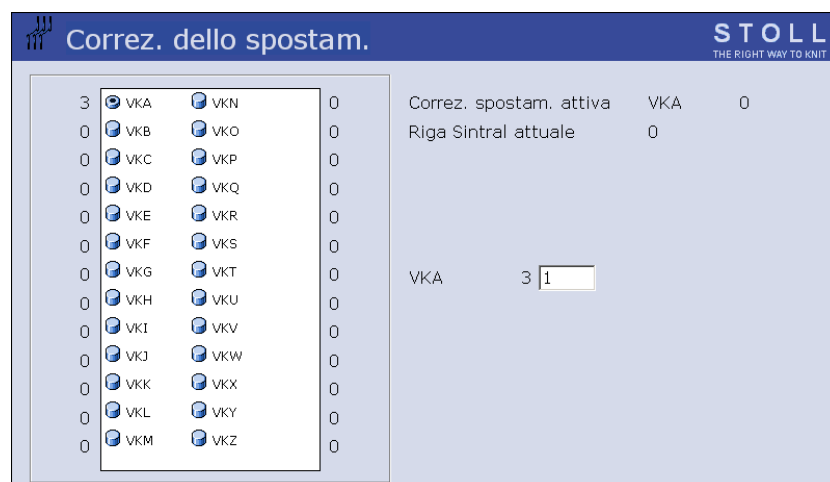 Correz. dello spostam.
STOLL
THE RIGHT WAY TO KNIT
3 VKA VKN 0
0 VKB VKO 0
0 VKC VKP 0
0 VKD VKQ 0
0 VKE VKR 0
0 VKF VKS 0
0 VKG VKT 0
0 VKH VKU 0
0 VKI VKV 0
0 VKJ VKW 0
0 VKK VKX 0
0 VKL VKY 0
0 VKM VKZ 0
Correz. spostam. attiva VKA 0
Riga Sintral attuale 0
VKA 3 1